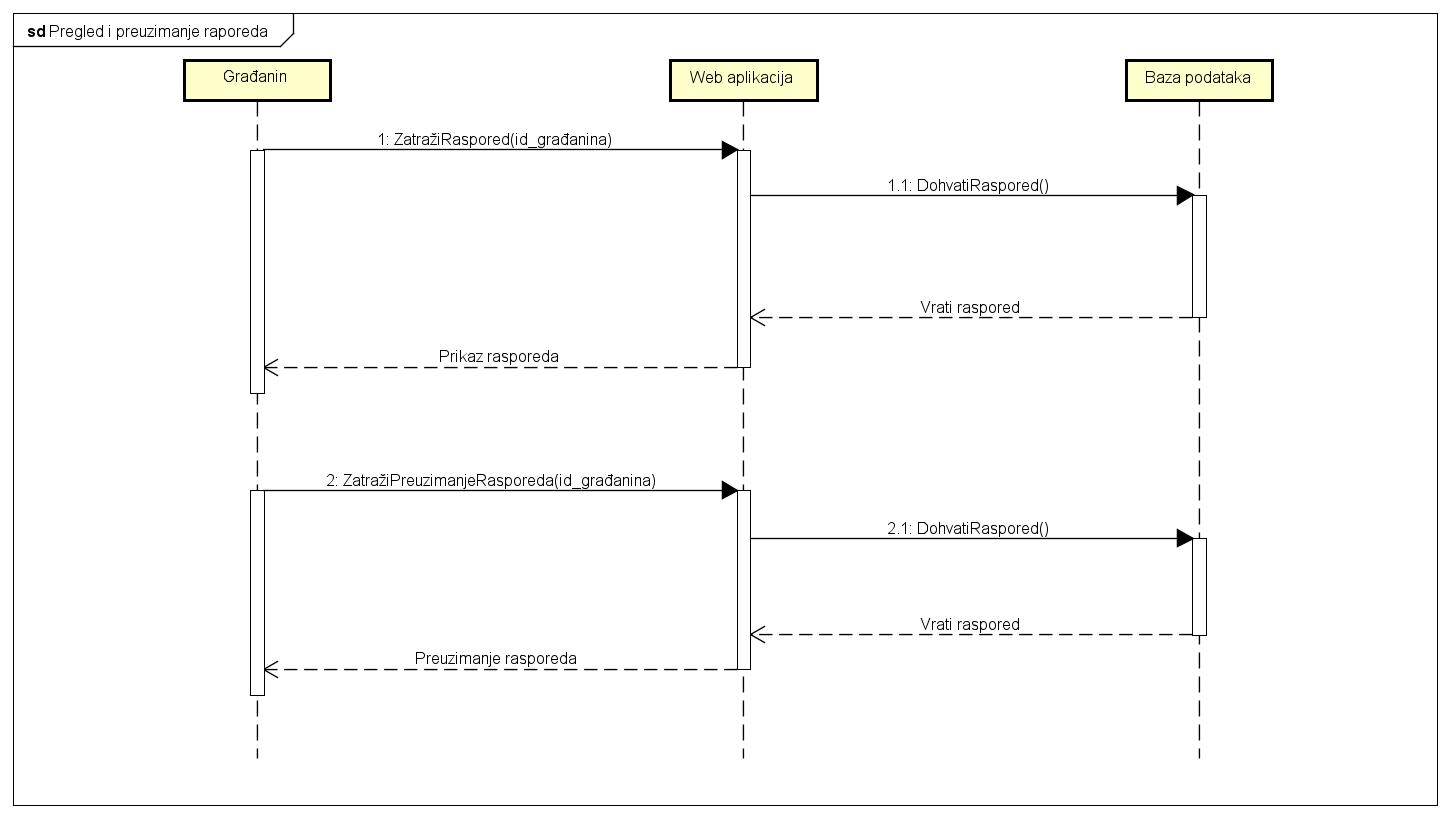 sd Pregled i preuzimanje raporeda
Građanin
Web aplikacija
Baza podataka
1: ZatražiRaspored(id_građanina)
1.1: DohvatiRaspored()
Vrati raspored
Prikaz rasporeda
2: ZatražiPreuzimanjeRasporeda(id_građanina)
2.1: DohvatiRaspored()
Vrati raspored
Preuzimanje rasporeda